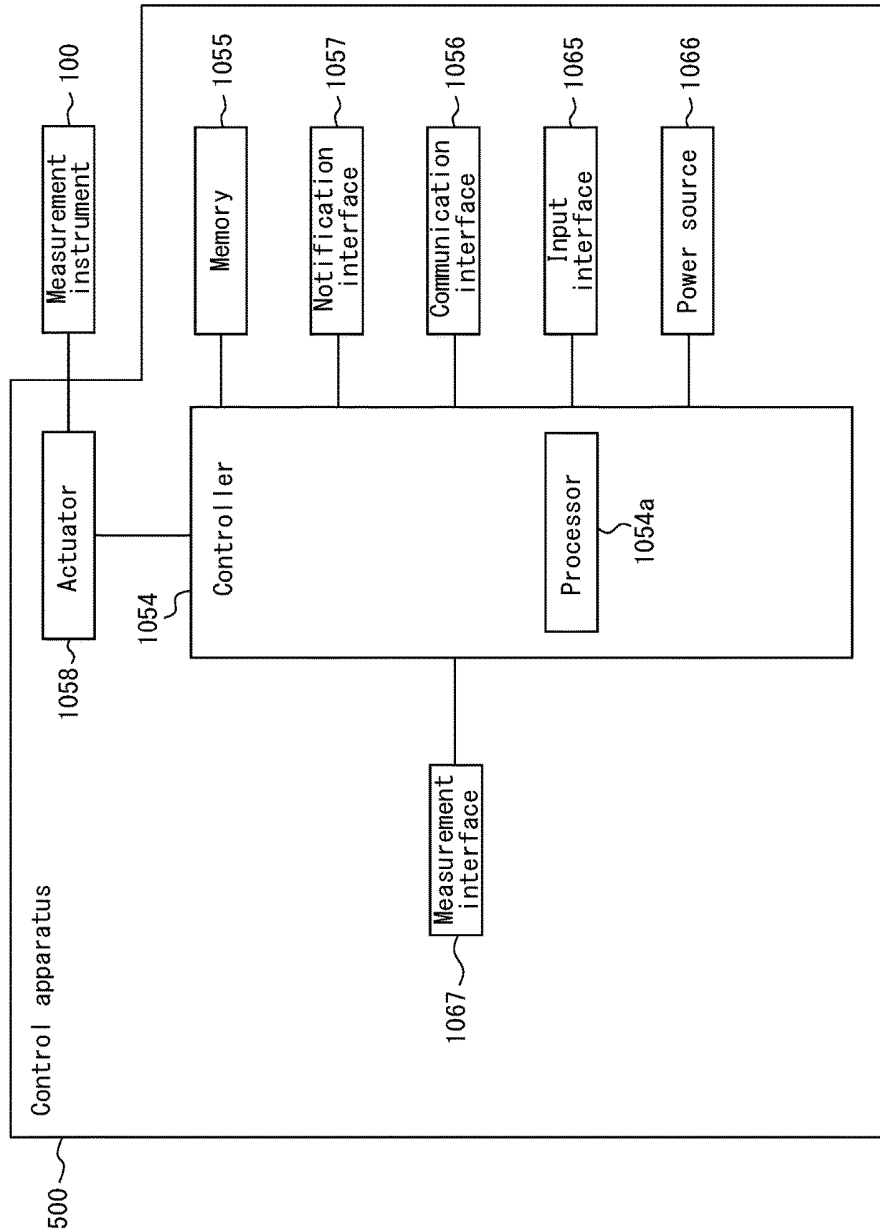 500
Control apparatus
1058
Actuator
Measurement
instrument
100
1054
Controller
Memory
1055
Notification
interface
1057
Measurement
interface
1067
Communication
interface
1056
Processor
1054a
Input
interface
1065
Power source
1066